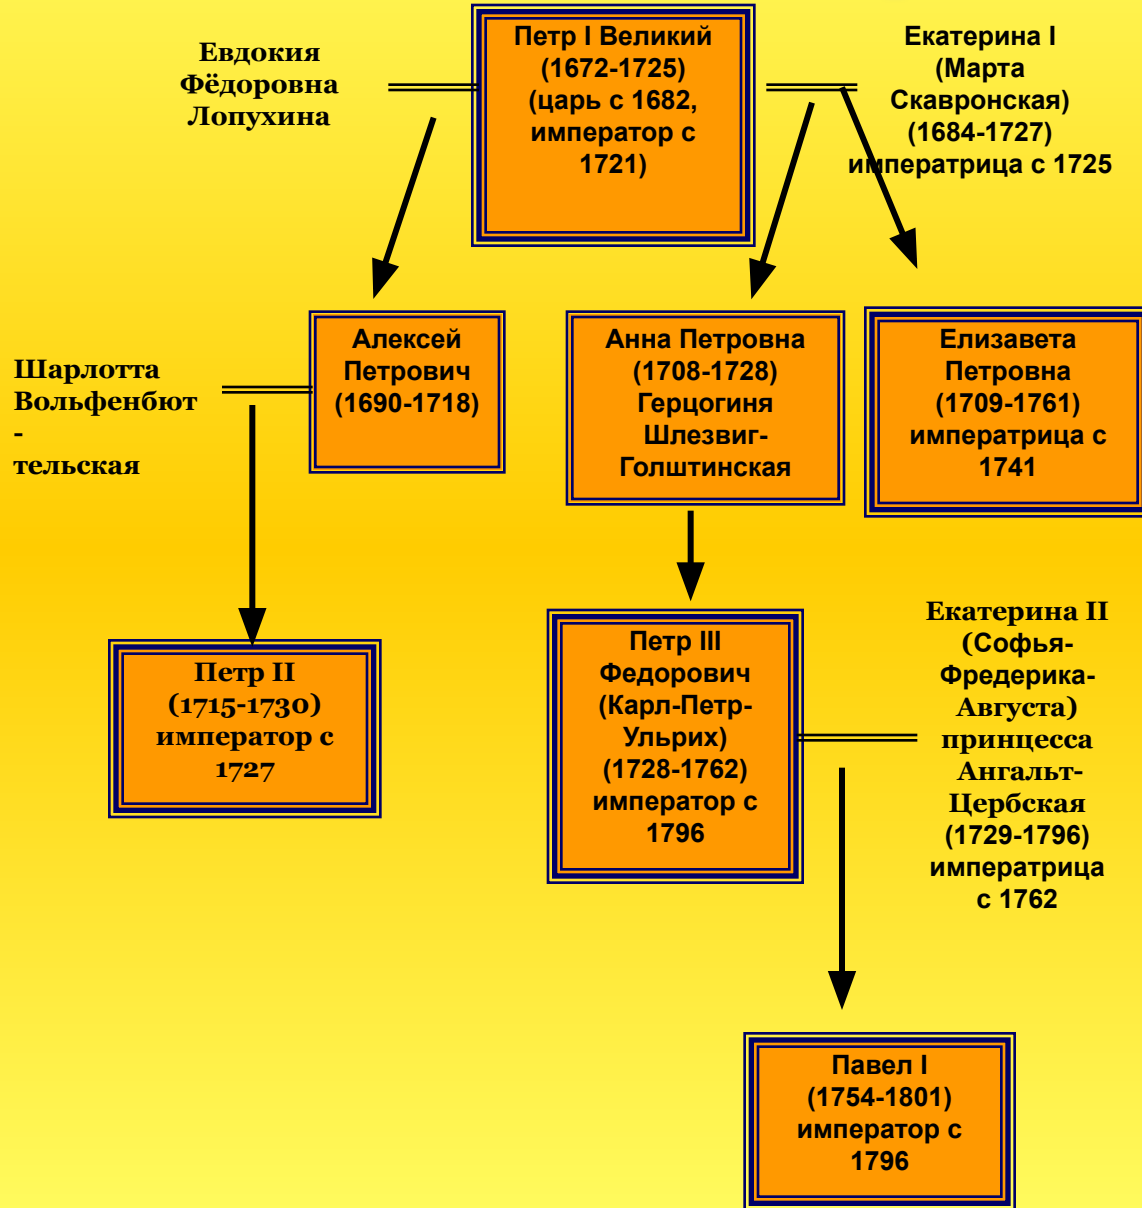 Евдокия
Фёдоровна
Лопухина
Петр I Великий
(1672-1725)
(царь с 1682,
император с
1721)
Екатерина I
(Марта
Скавронская)
(1684-1727)
императрица с 1725
Шарлотта
Вольфенбют
-
тельская
Алексей
Петрович
(1690-1718)
Анна Петровна
(1708-1728)
Герцогиня
Шлезвиг-
Голштинская
Елизавета
Петровна
(1709-1761)
императрица с
1741
Петр II
(1715-1730)
император с
1727
Петр III
Федорович
(Карл-Петр-
Ульрих)
(1728-1762)
император с
1796
Екатерина II
(Софья-
Фредерика-
Августа)
принцесса
Ангальт-
Цербская
(1729-1796)
императрица
с 1762
Павел I
(1754-1801)
император с
1796